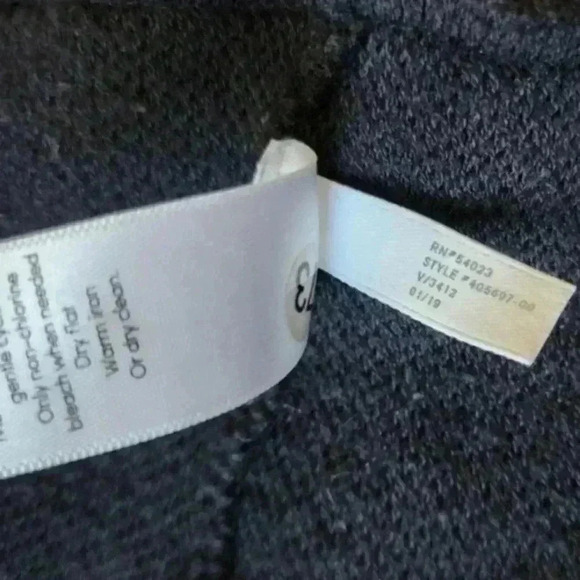 gentle cycle
Only non-chlorine
bleach when needed
Dry Flat
Warm iron
Or dry clean.
RN#54023
STYLE #405697-00
V/3412
01/19